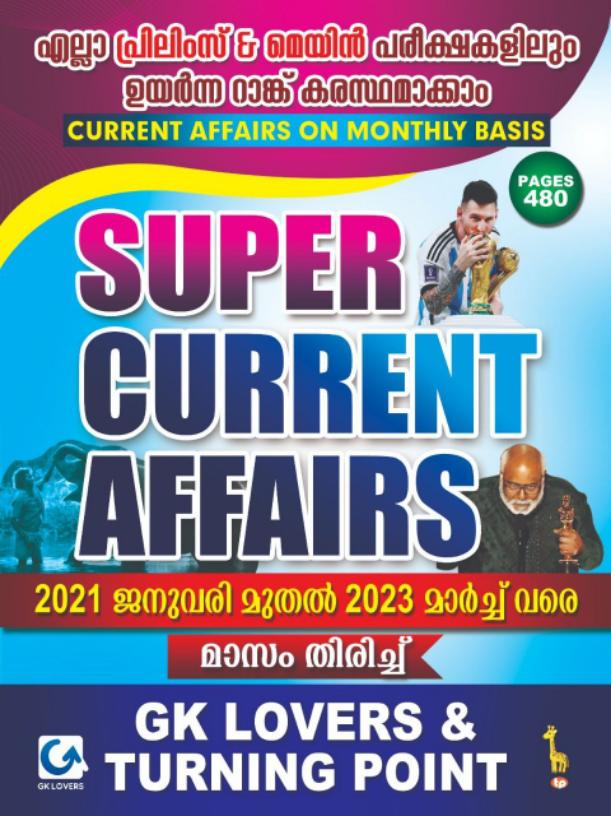 എല്ലാ പ്രിലിംസ് & മെയിൻ പരീക്ഷകളിലും
ഉയർന്ന റാങ്ക് കരസ്ഥമാക്കാം
CURRENT AFFAIRS ON MONTHLY BASIS
PAGES
480
SUPER
CURRENT
AFFAIRS
2021 ജനുവരി മുതൽ 2023 മാർച്ച് വരെ
മാസം തിരിച്ച്
GK LOVERS &
TURNING POINT
GK LOVERS
tp